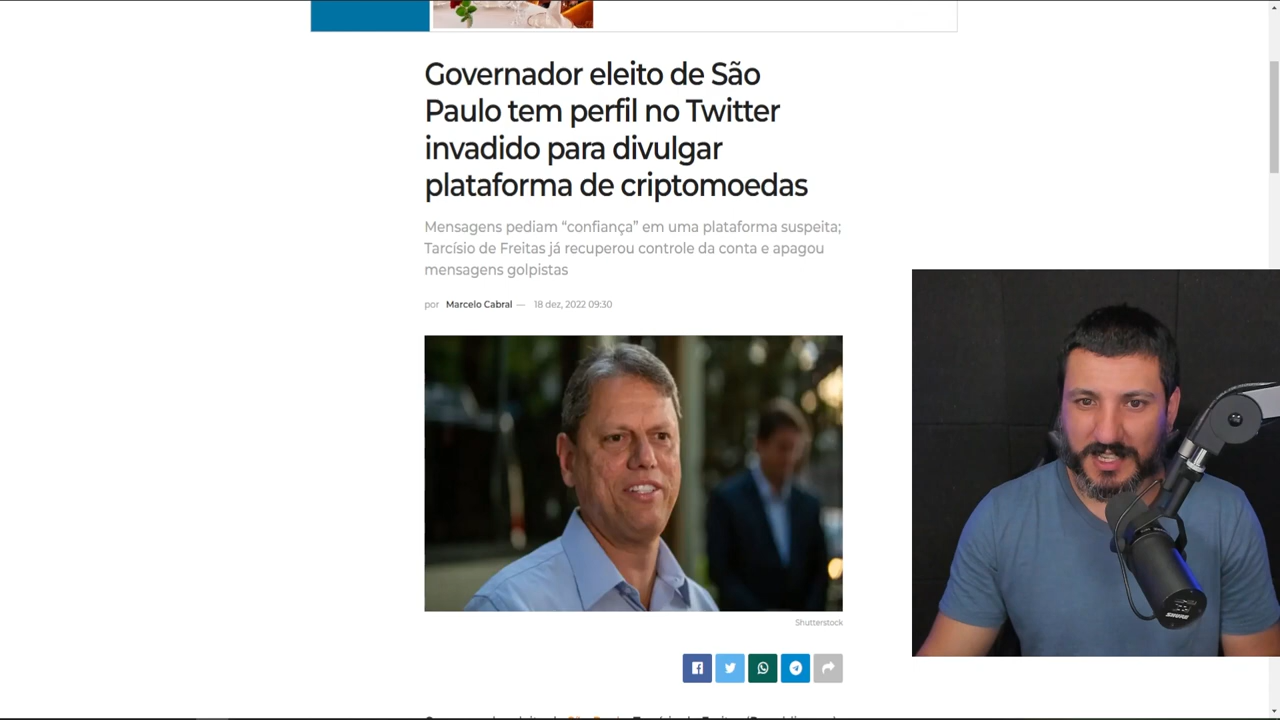 Governador eleito de São
Paulo tem perfil no Twitter
invadido para divulgar
plataforma de criptomoedas
Mensagens pediam “confiança” em uma plataforma suspeita;
Tarcísio de Freitas já recuperou controle da conta e apagou
mensagens golpistas
por Marcelo Cabral — 18 dez, 2022 09:30
Shutterstock
SHURE